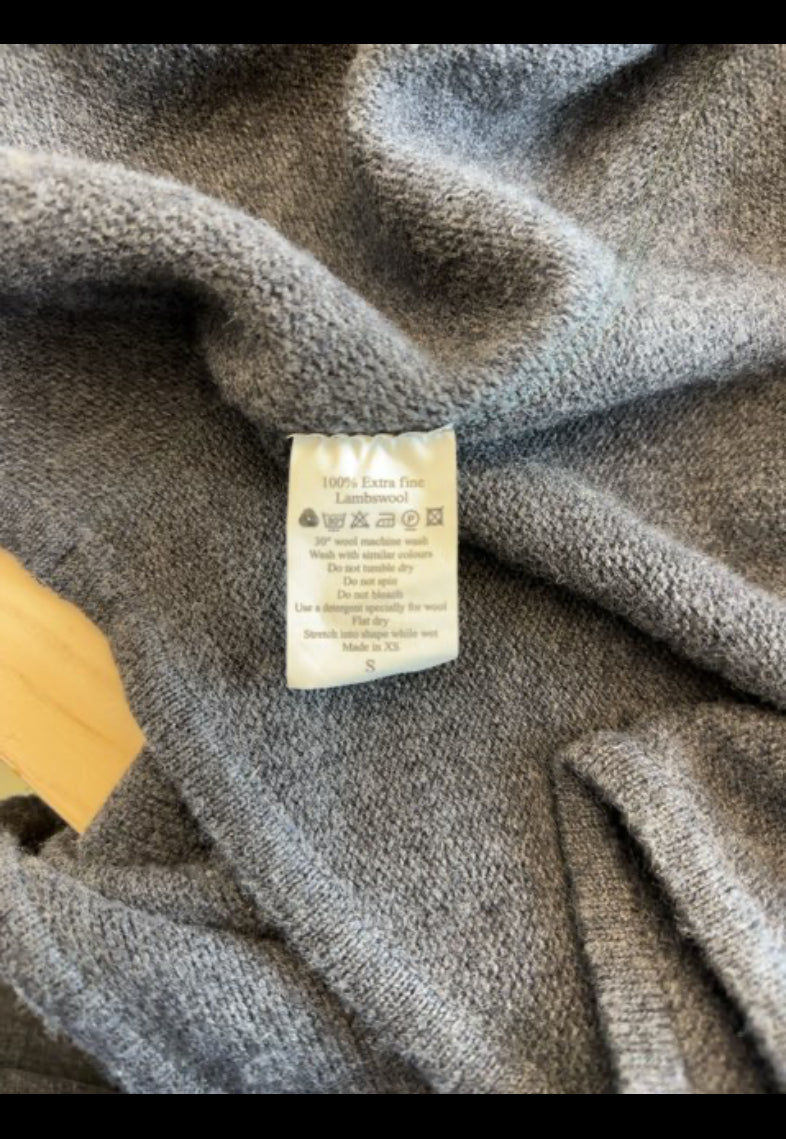 100% Extra fine
Lambswool
30° wool machine wash
Wash with similar colours
Do not tumble dry
Do not spin
Do not bleach
Use a detergent specially for wool
Flat dry
Stretch into shape while wet
Made in XS
S